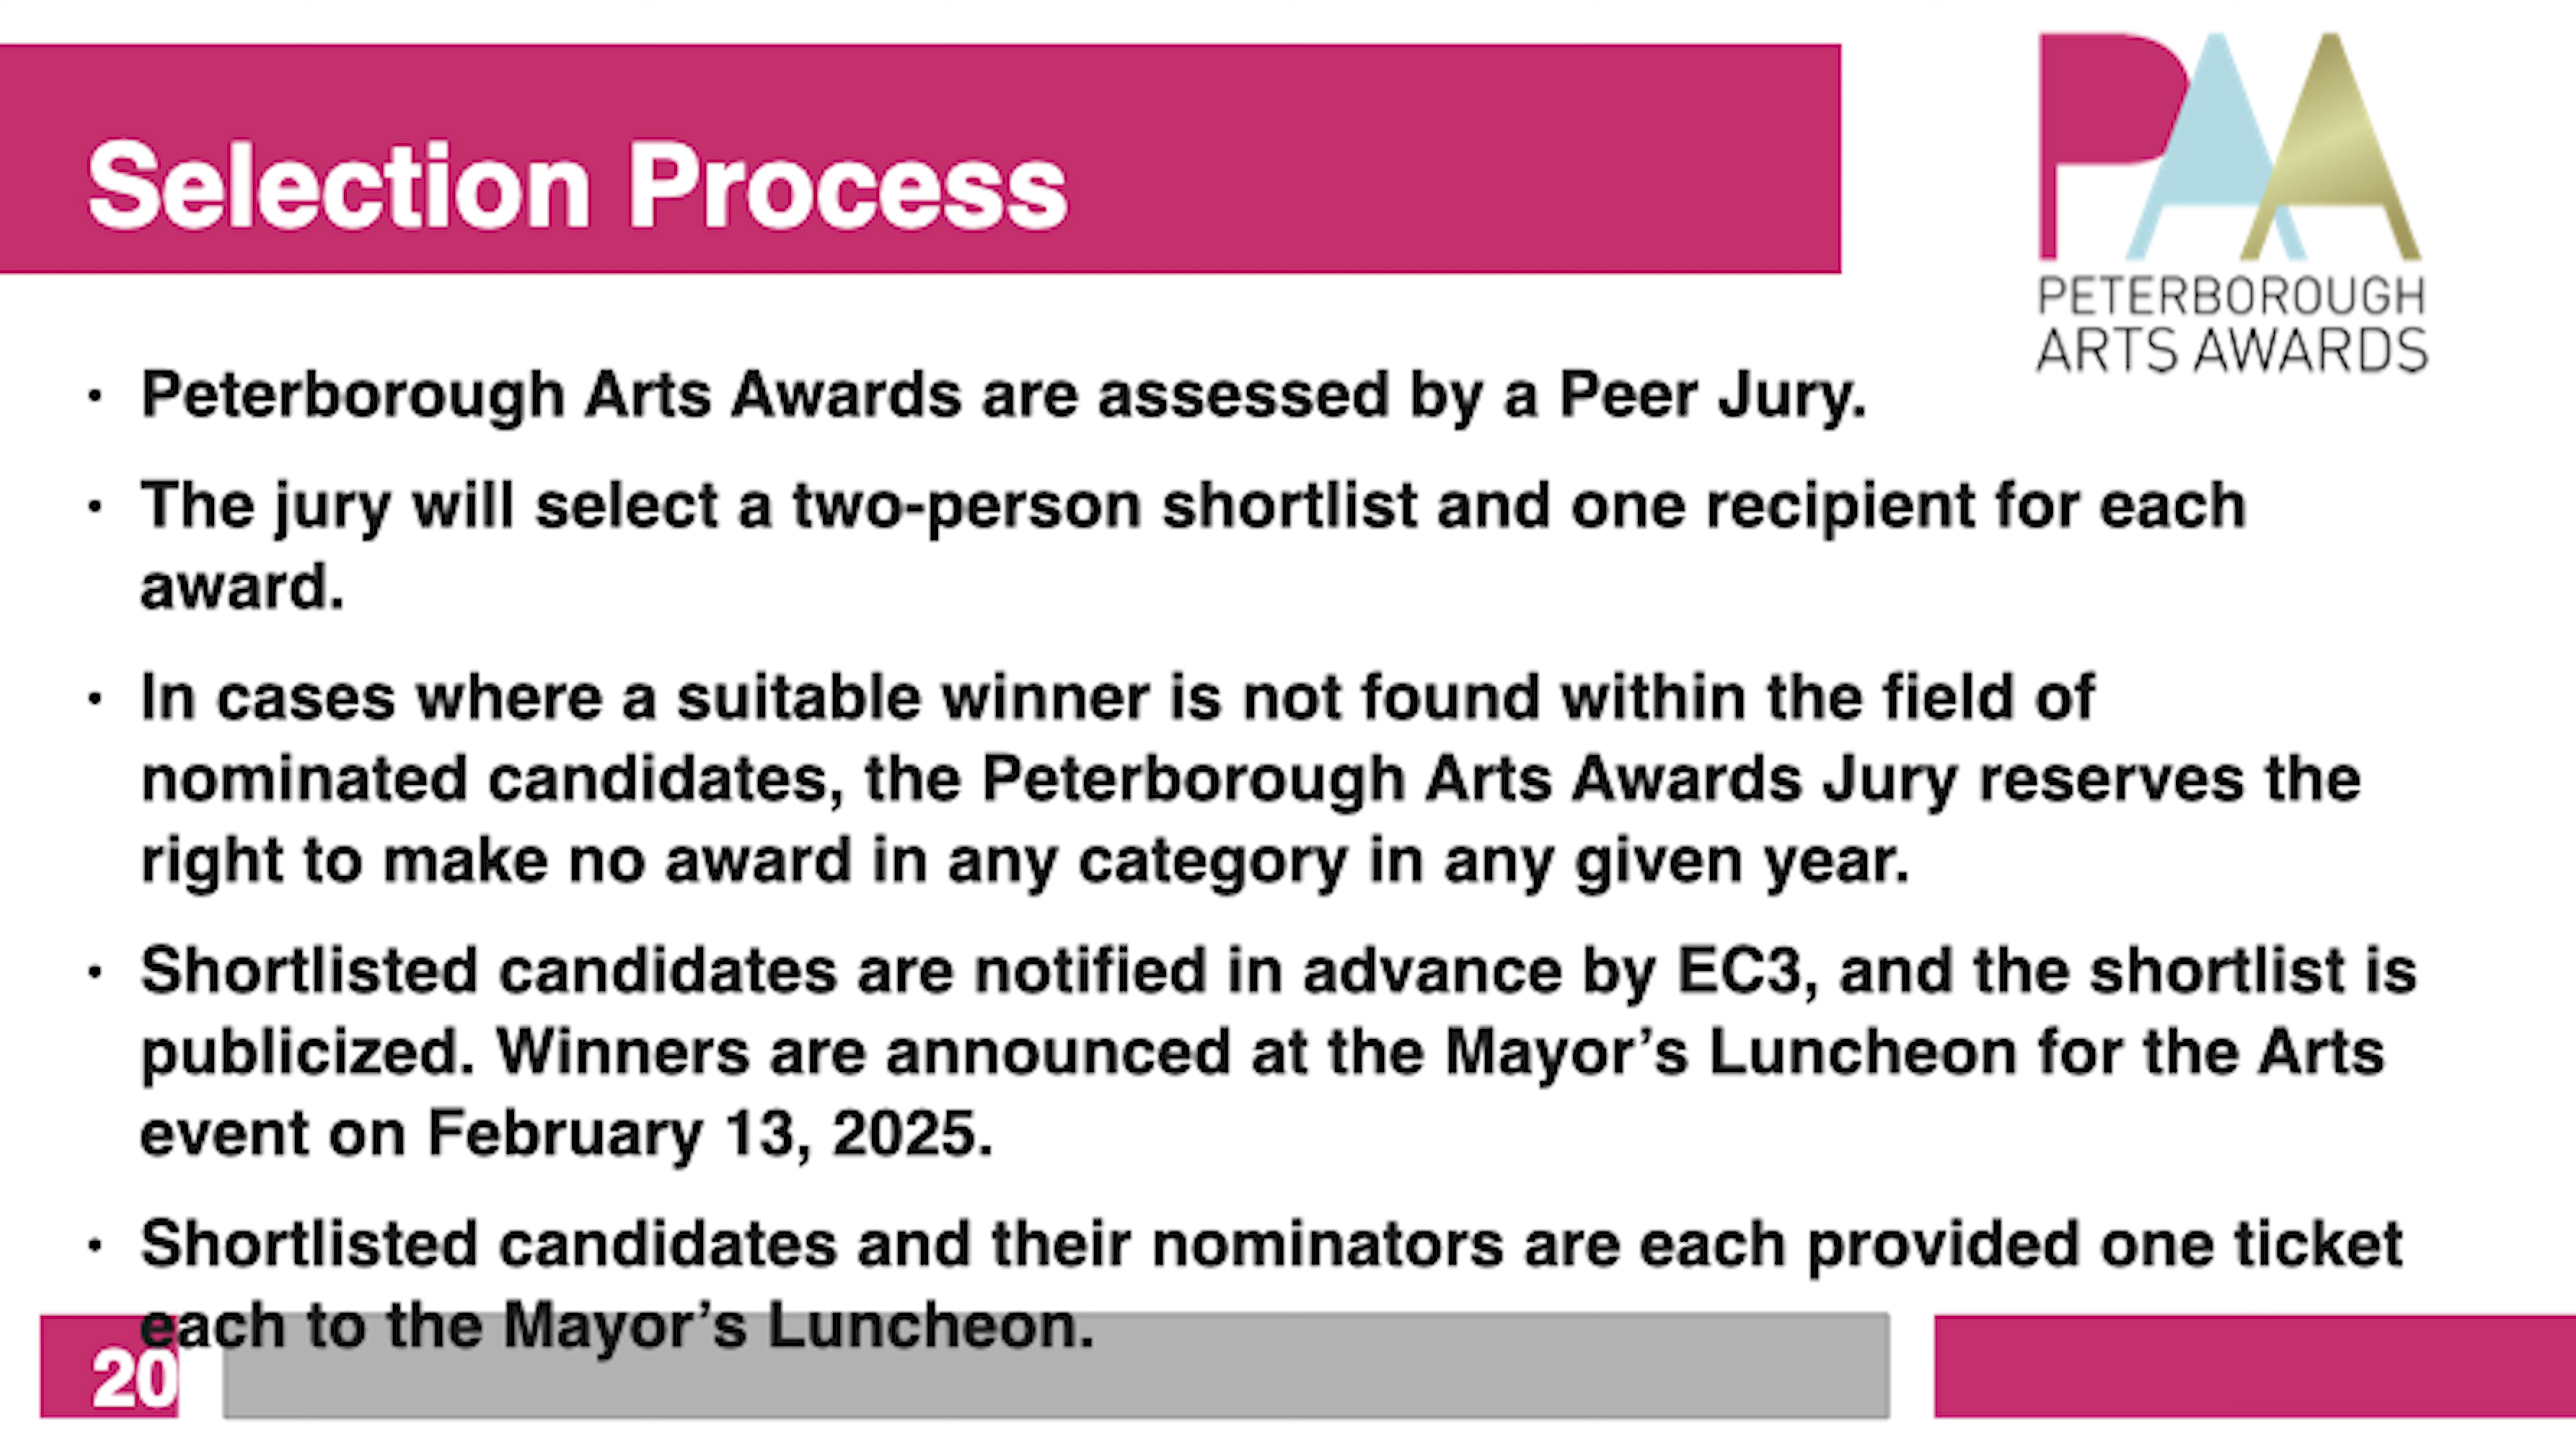 Selection Process
PAA
PETERBOROUGH
ARTS AWARDS
· Peterborough Arts Awards are assessed by a Peer Jury.
· The jury will select a two-person shortlist and one recipient for each
award.
· In cases where a suitable winner is not found within the field of
nominated candidates, the Peterborough Arts Awards Jury reserves the
right to make no award in any category in any given year.
· Shortlisted candidates are notified in advance by EC3, and the shortlist is
publicized. Winners are announced at the Mayor’s Luncheon for the Arts
event on February 13, 2025.
· Shortlisted candidates and their nominators are each provided one ticket
each to the Mayor’s Luncheon.
20